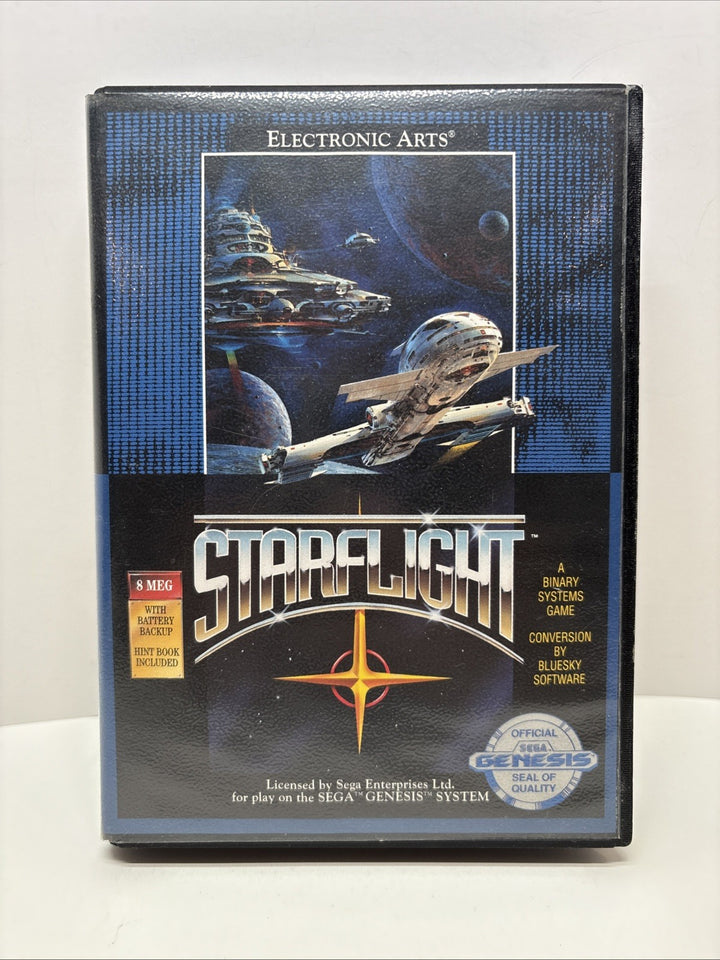 ELECTRONIC ARTS®
STARFLIGHT™
8 MEG
WITH
BATTERY
BACKUP
HINT BOOK
INCLUDED
A
BINARY
SYSTEMS
GAME
CONVERSION
BY
BLUESKY
SOFTWARE
OFFICIAL
SEGA™
GENESIS
SEAL OF
QUALITY
Licensed by Sega Enterprises Ltd.
for play on the SEGA™ GENESIS™ SYSTEM